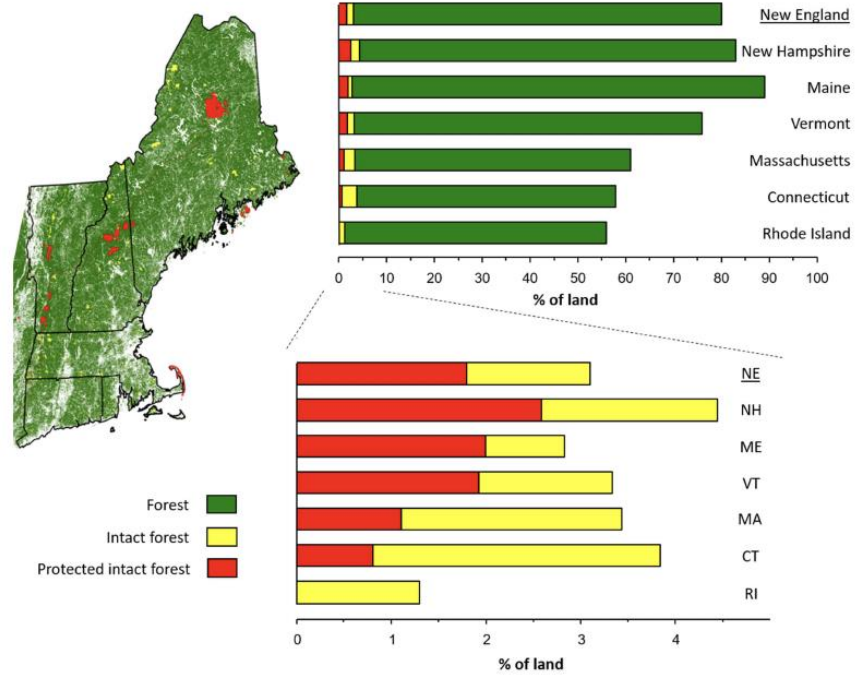 New England
New Hampshire
Maine
Vermont
Massachusetts
Connecticut
Rhode Island
0 10 20 30 40 50 60 70 80 90 100
% of land
NE
NH
ME
VT
MA
CT
RI
0 1 2 3 4
% of land
Forest
Intact forest
Protected intact forest